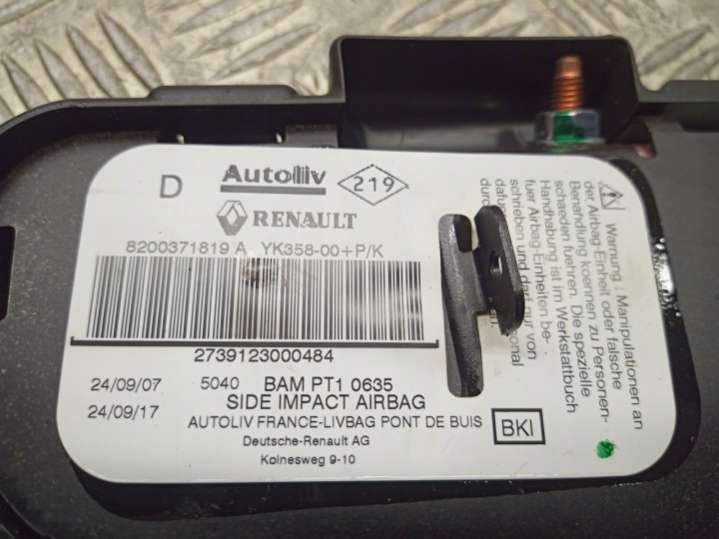 D
Autoliv
219
RENAULT
8200371819 A YK358-00+P/K
2739123000484
24/09/07 5040 BAM PT1 0635
24/09/17 SIDE IMPACT AIRBAG
AUTOLIV FRANCE-LIVBAG PONT DE BUIS
Deutsche-Renault AG
Kolnesweg 9-10
BKI
Warnung : Manipulationen an
der Airbag-Einheit oder falsche
Behandlung koennen zu Personen-
schaeden fuehren. Die spezielle
Handhabung ist im Werkstattbuch
fuer Airbag-Einheiten be-
schrieben und darf nur von